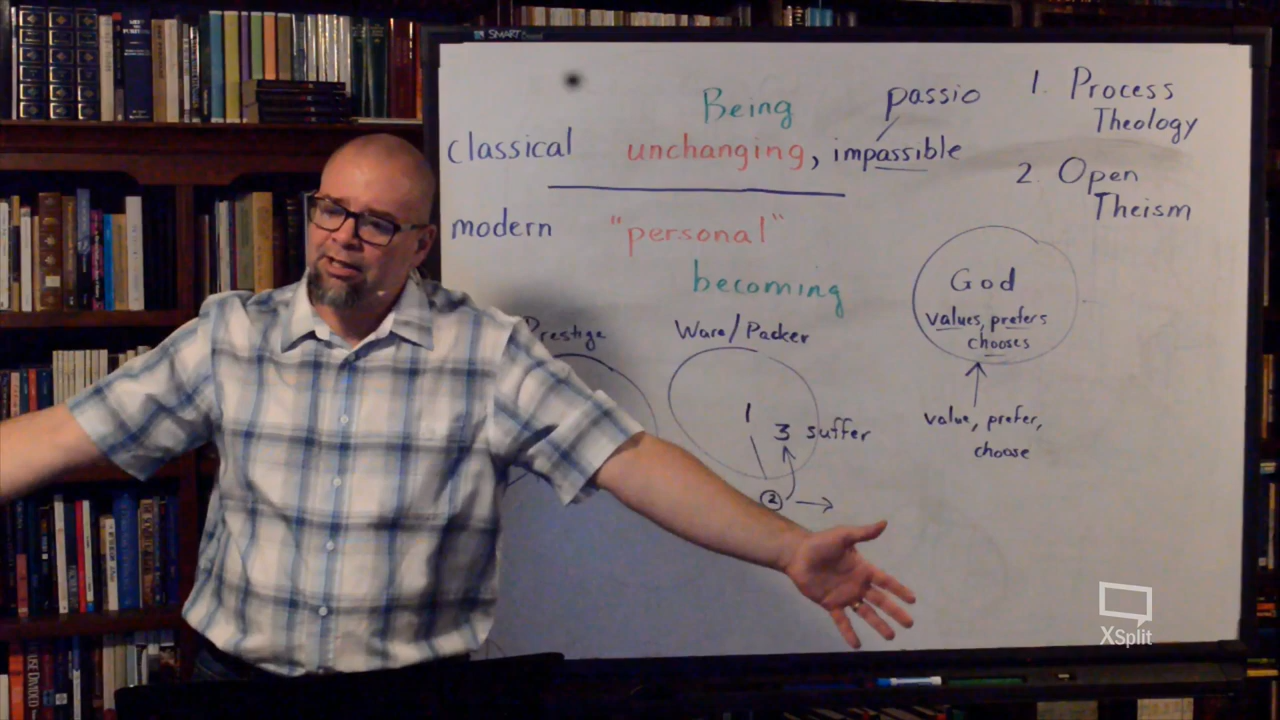 SMART
passio
1. Process
Theology
Being
classical unchanging, impassible
2. Open
Theism
modern "personal"
becoming
God
values, prefers
chooses
Prestige Ware/Packer
1
3 suffer
2
value, prefer,
choose
XSplit